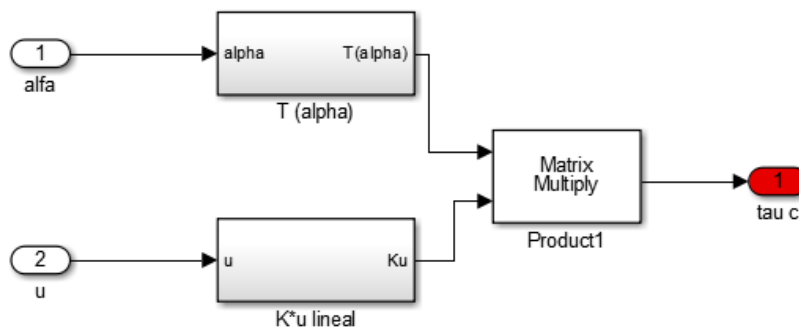 1
alfa
alpha T(alpha)
T (alpha)
Matrix
Multiply
Product1
1
tau c
2
u
u Ku
K*u lineal